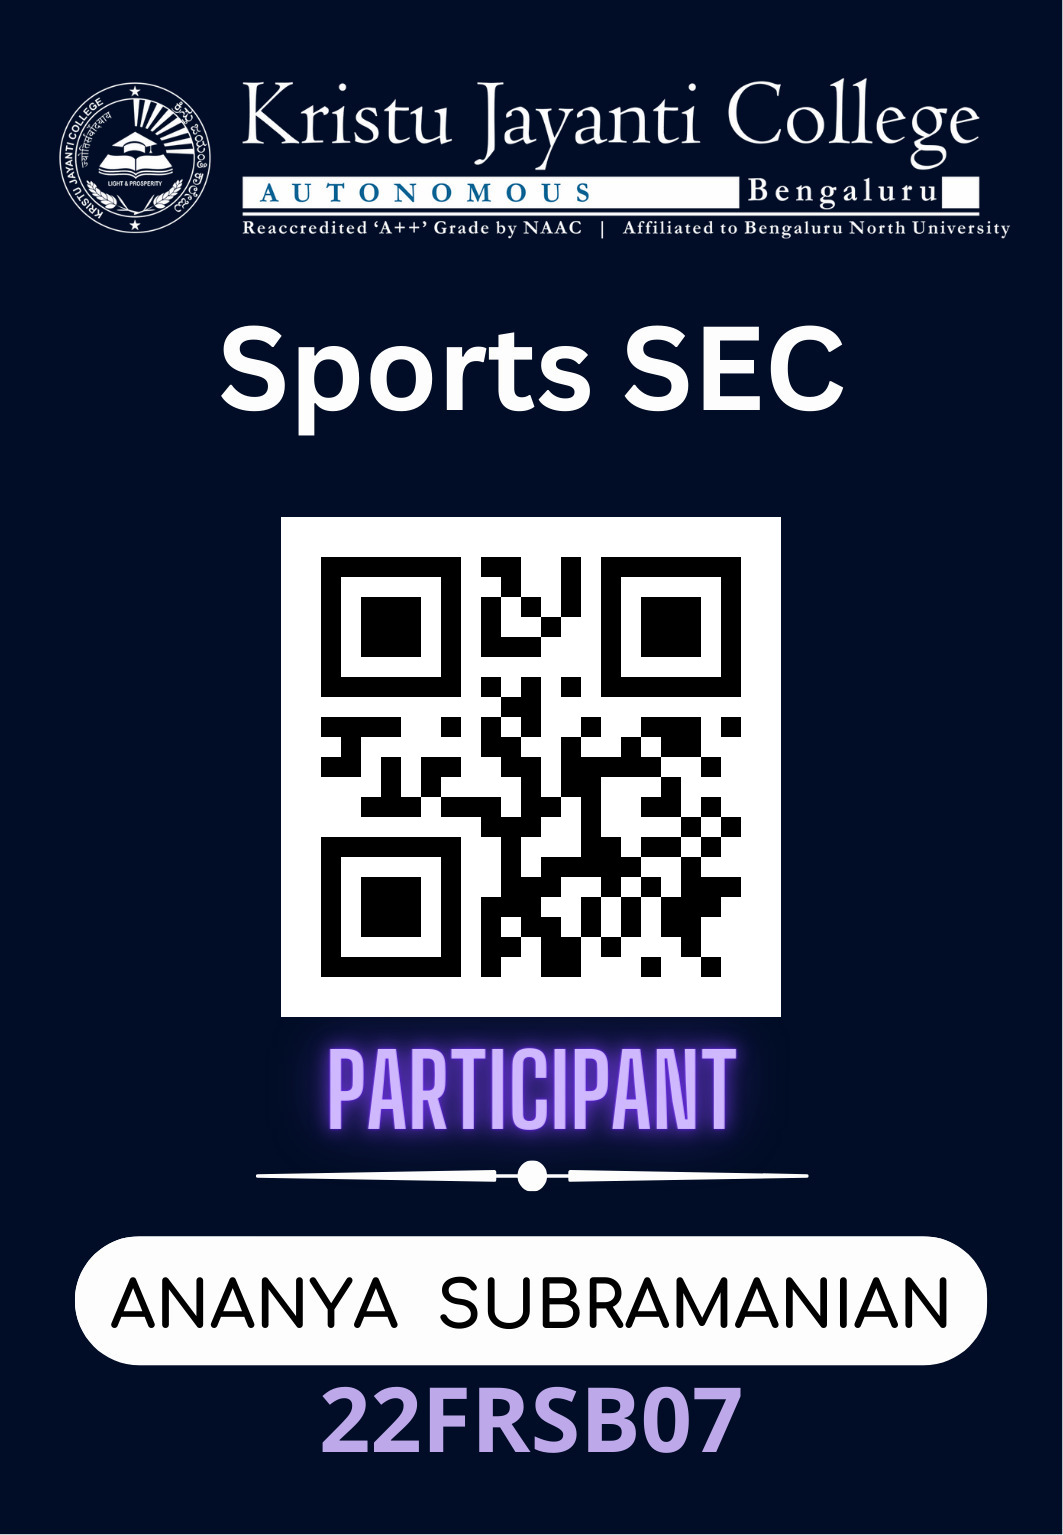 KRISTU JAYANTI COLLEGE
ಕ್ರಿಸ್ತು ಜಯಂತಿ ಕಾಲೇಜು
LIGHT & PROSPERITY
Kristu Jayanti College
AUTONOMOUS Bengaluru
Reaccredited ‘A++’ Grade by NAAC | Affiliated to Bengaluru North University
Sports SEC
PARTICIPANT
ANANYA SUBRAMANIAN
22FRSB07